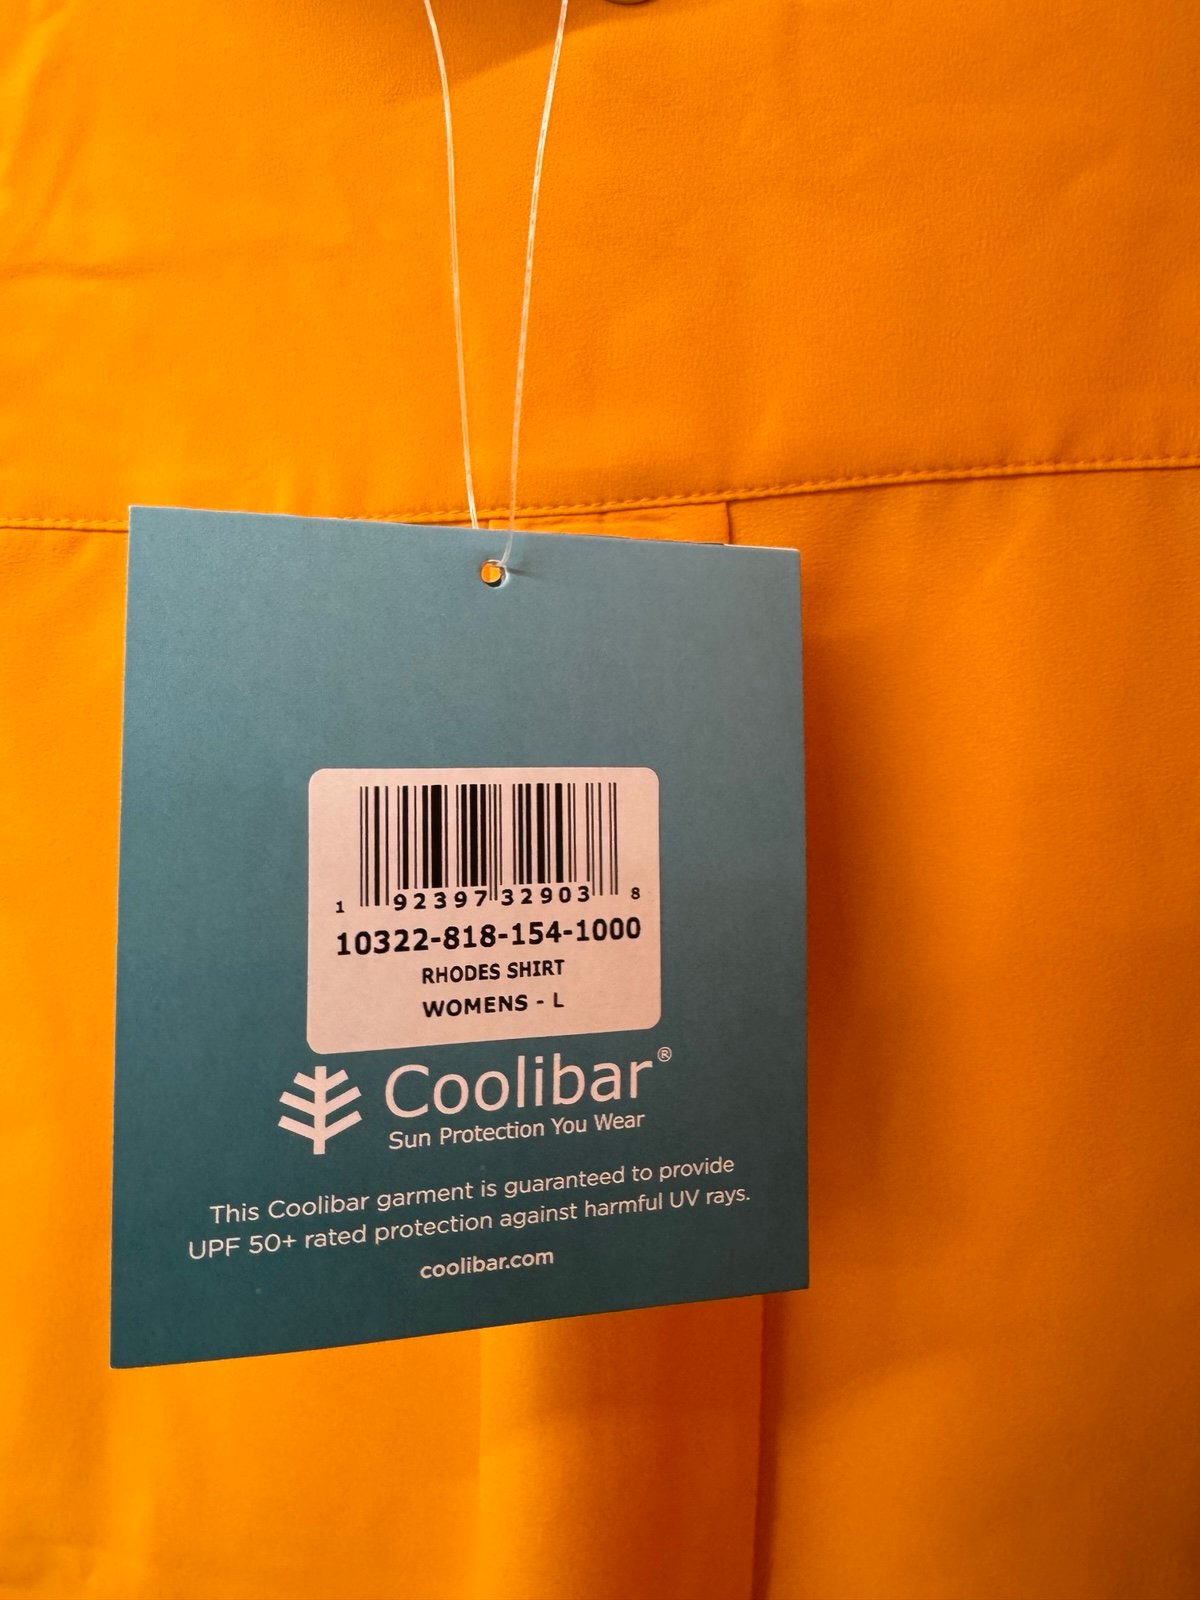 1 92397 32903 8
10322-818-154-1000
RHODES SHIRT
WOMENS - L
Coolibar®
Sun Protection You Wear
This Coolibar garment is guaranteed to provide
UPF 50+ rated protection against harmful UV rays.
coolibar.com